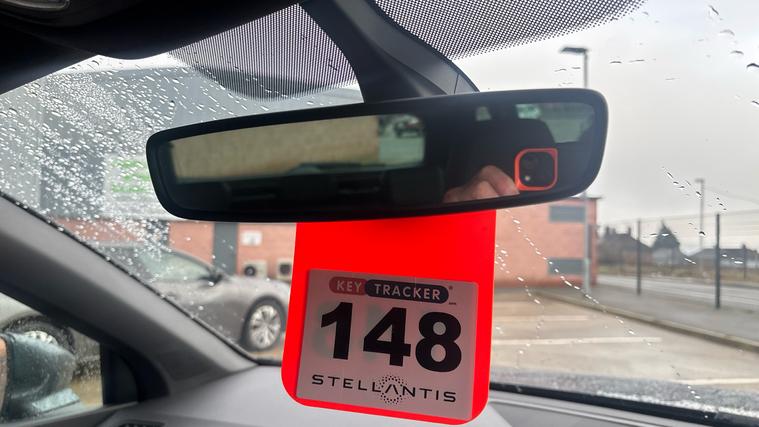 KEY TRACKER
148
STELLANTIS